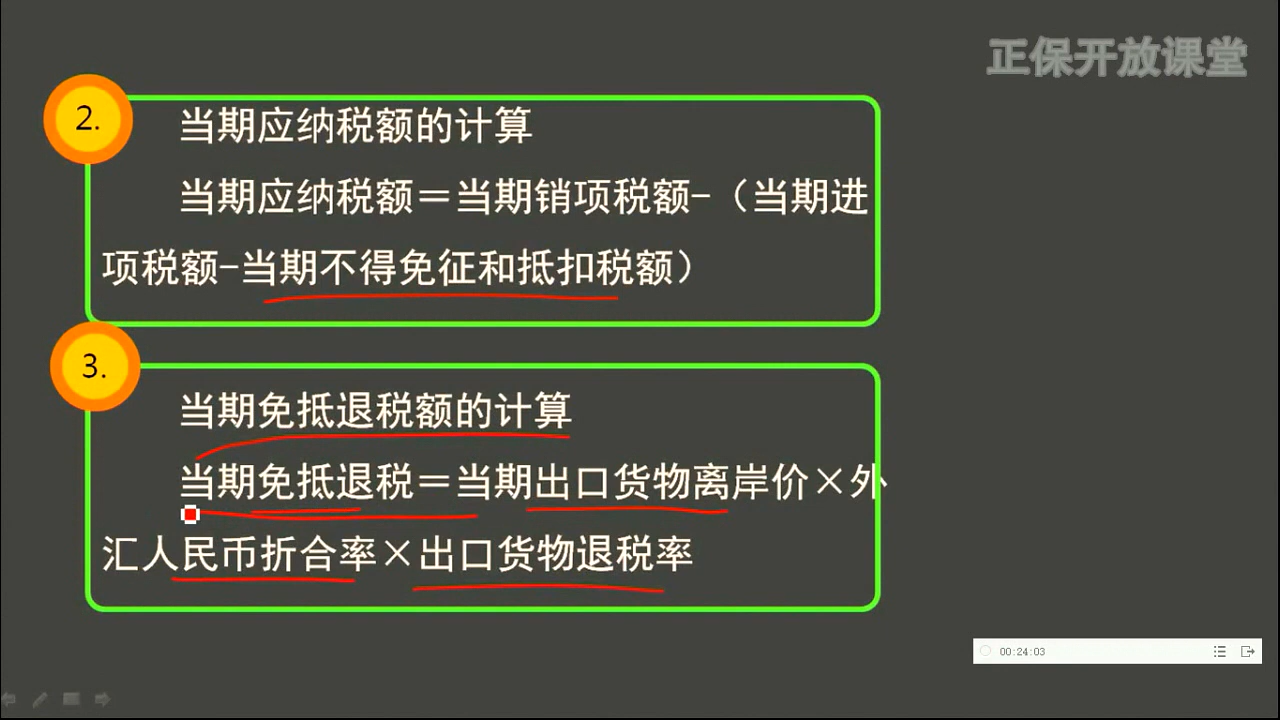 正保开放课堂
2.
当期应纳税额的计算
当期应纳税额＝当期销项税额-（当期进
项税额-当期不得免征和抵扣税额）
3.
当期免抵退税额的计算
当期免抵退税＝当期出口货物离岸价×外
汇人民币折合率×出口货物退税率
00:24:03